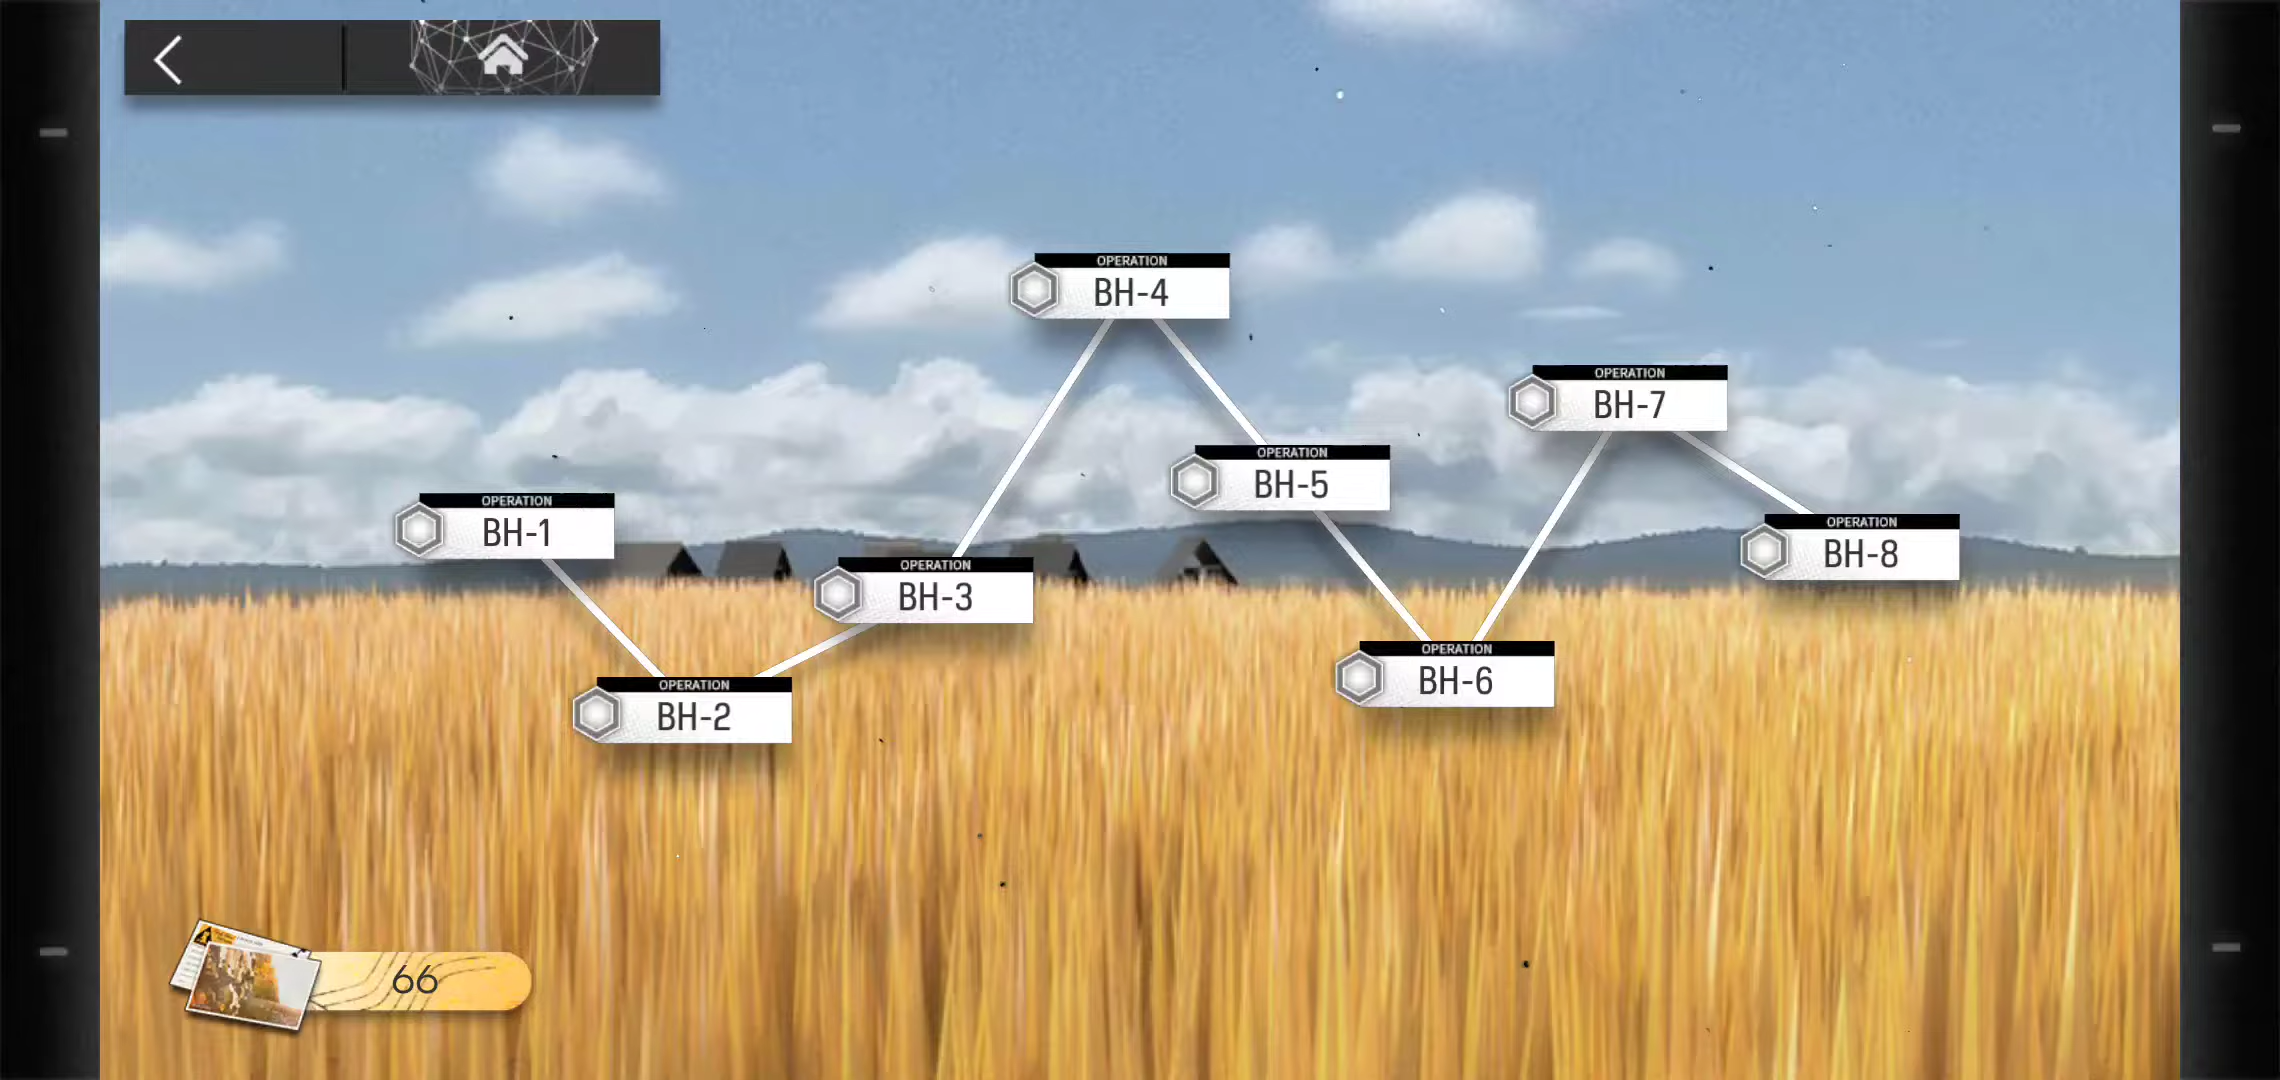 OPERATION
BH-1
OPERATION
BH-2
OPERATION
BH-3
OPERATION
BH-4
OPERATION
BH-5
OPERATION
BH-6
OPERATION
BH-7
OPERATION
BH-8
66